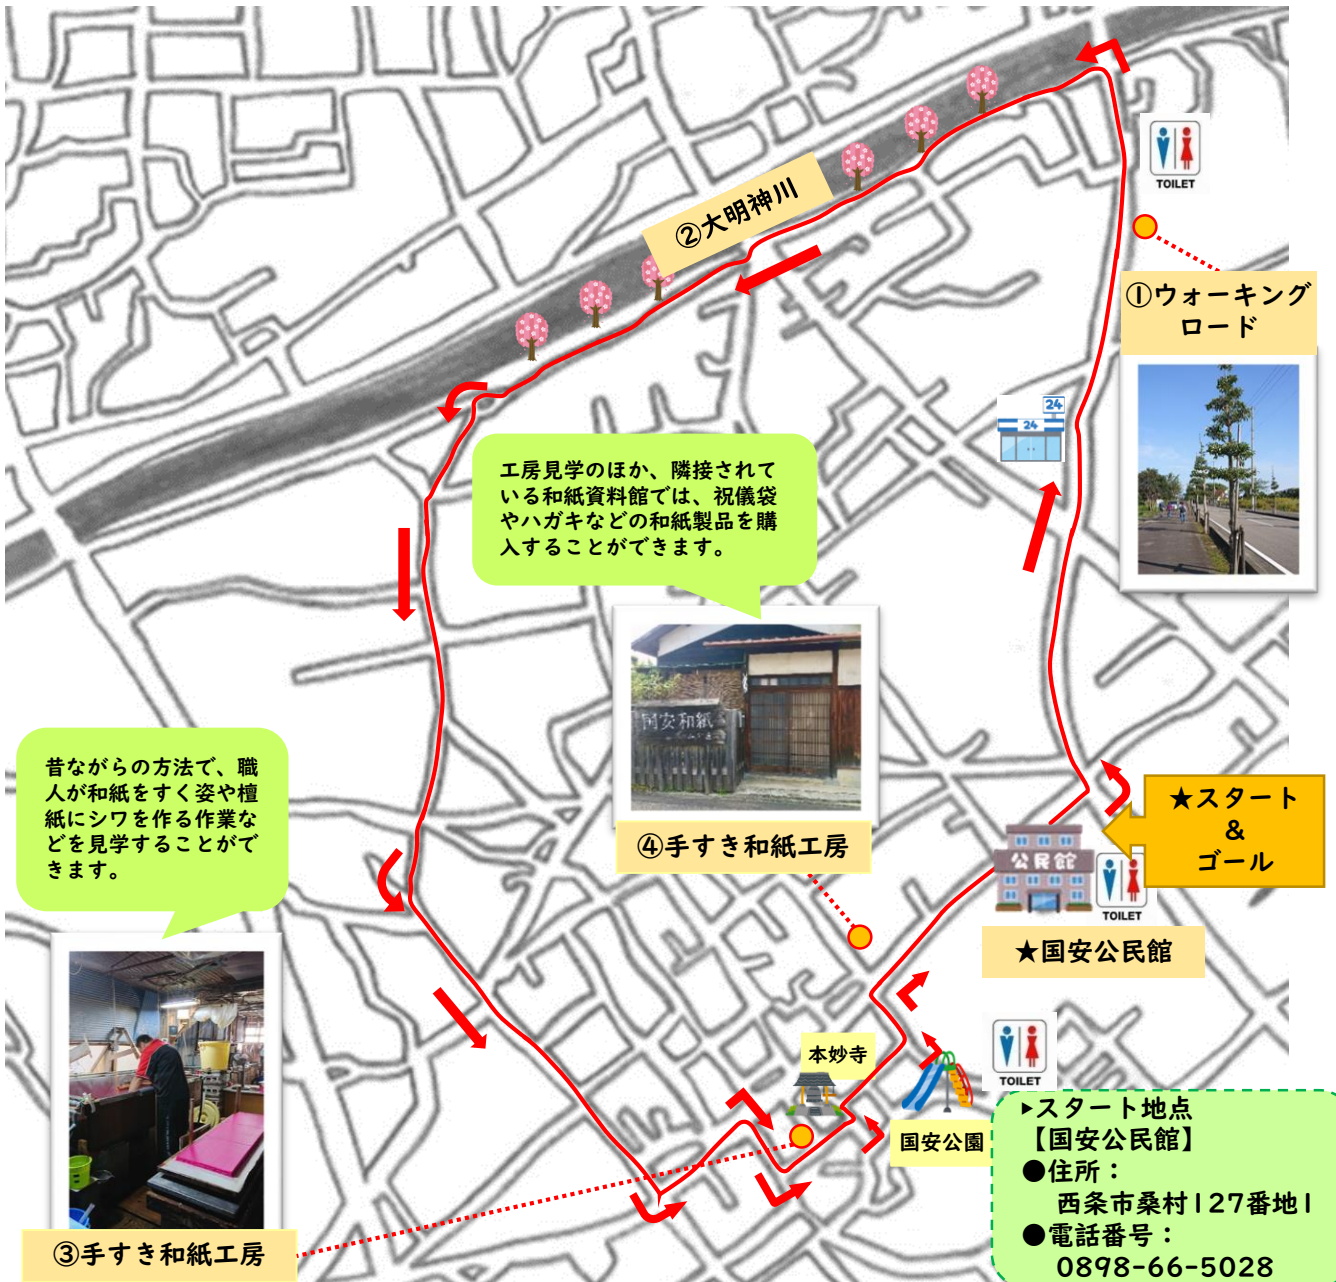 TOILET
②大明神川
①ウォーキング
ロード
24
24
工房見学のほか、隣接されて
いる和紙資料館では、祝儀袋
やハガキなどの和紙製品を購
入することができます。
国安和紙
④手すき和紙工房
昔ながらの方法で、職
人が和紙をすく姿や檀
紙にシワを作る作業な
どを見学することがで
きます。
★スタート
&
ゴール
公民館
TOILET
★国安公民館
本妙寺
国安公園
TOILET
▶スタート地点
【国安公民館】
●住所：
西条市桑村127番地1
●電話番号：
0898-66-5028
③手すき和紙工房